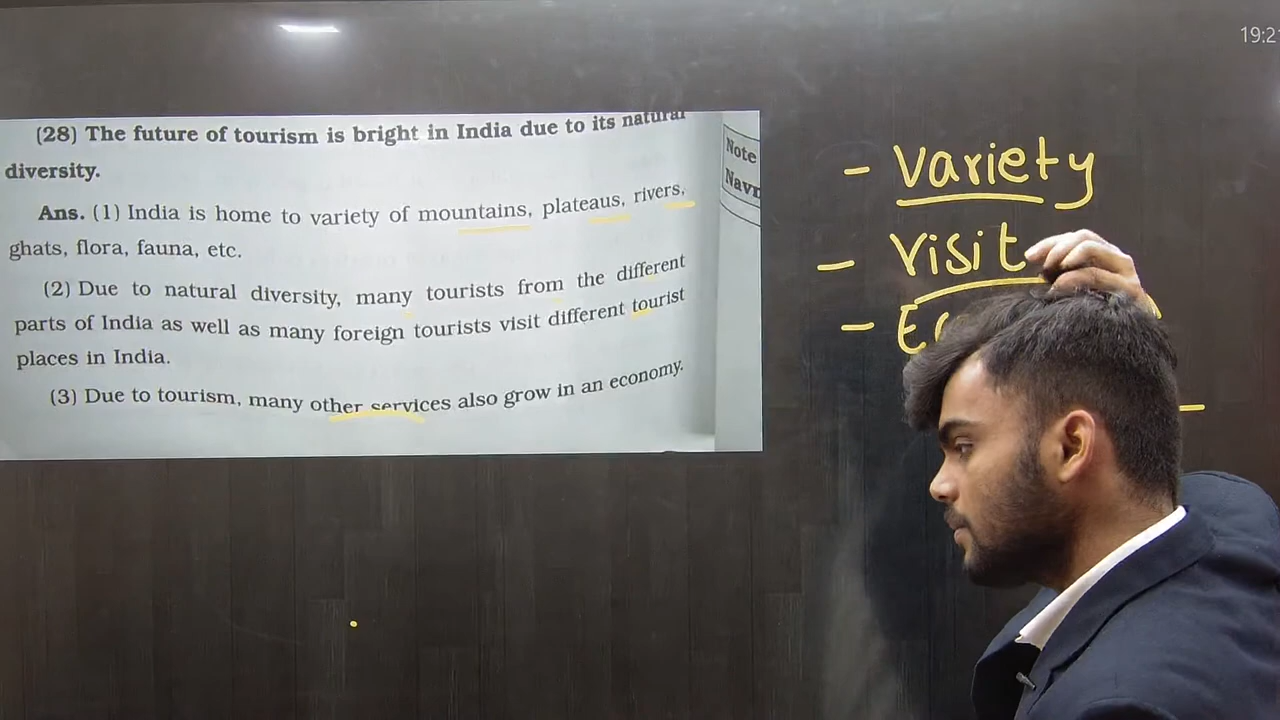 19:21
(28) The future of tourism is bright in India due to its natural
diversity.
Ans. (1) India is home to variety of mountains, plateaus, rivers,
ghats, flora, fauna, etc.
(2) Due to natural diversity, many tourists from the different
parts of India as well as many foreign tourists visit different tourist
places in India.
(3) Due to tourism, many other services also grow in an economy.
Note
- Variety
- Visit